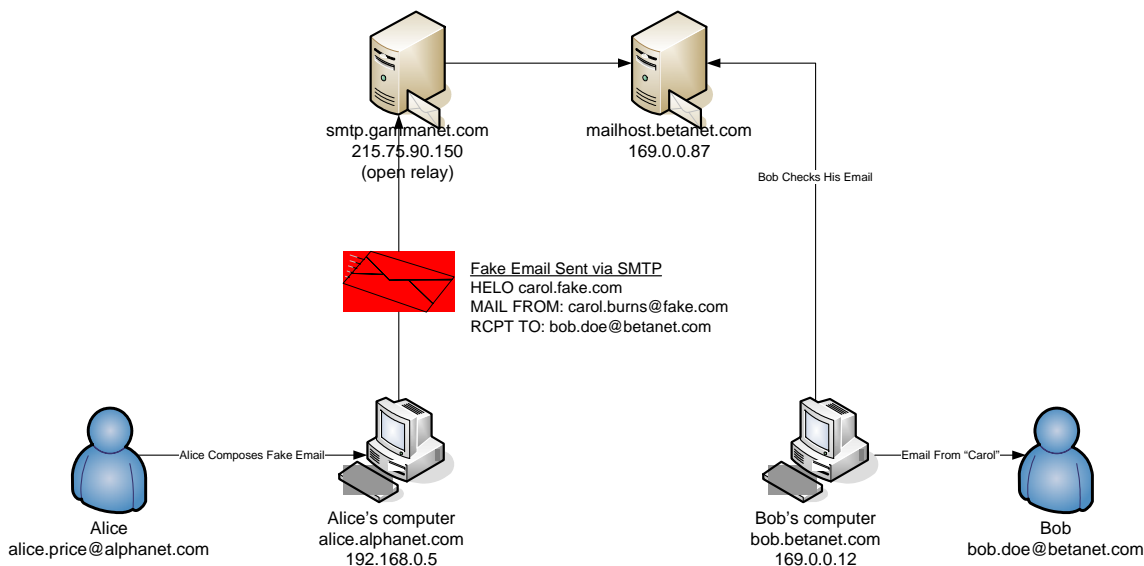 smtp.gammanet.com
215.75.90.150
(open relay)
mailhost.betanet.com
169.0.0.87
Bob Checks His Email
Fake Email Sent via SMTP
HELO carol.fake.com
MAIL FROM: carol.burns@fake.com
RCPT TO: bob.doe@betanet.com
Alice Composes Fake Email
Email From “Carol”
Alice
alice.price@alphanet.com
Alice’s computer
alice.alphanet.com
192.168.0.5
Bob’s computer
bob.betanet.com
169.0.0.12
Bob
bob.doe@betanet.com